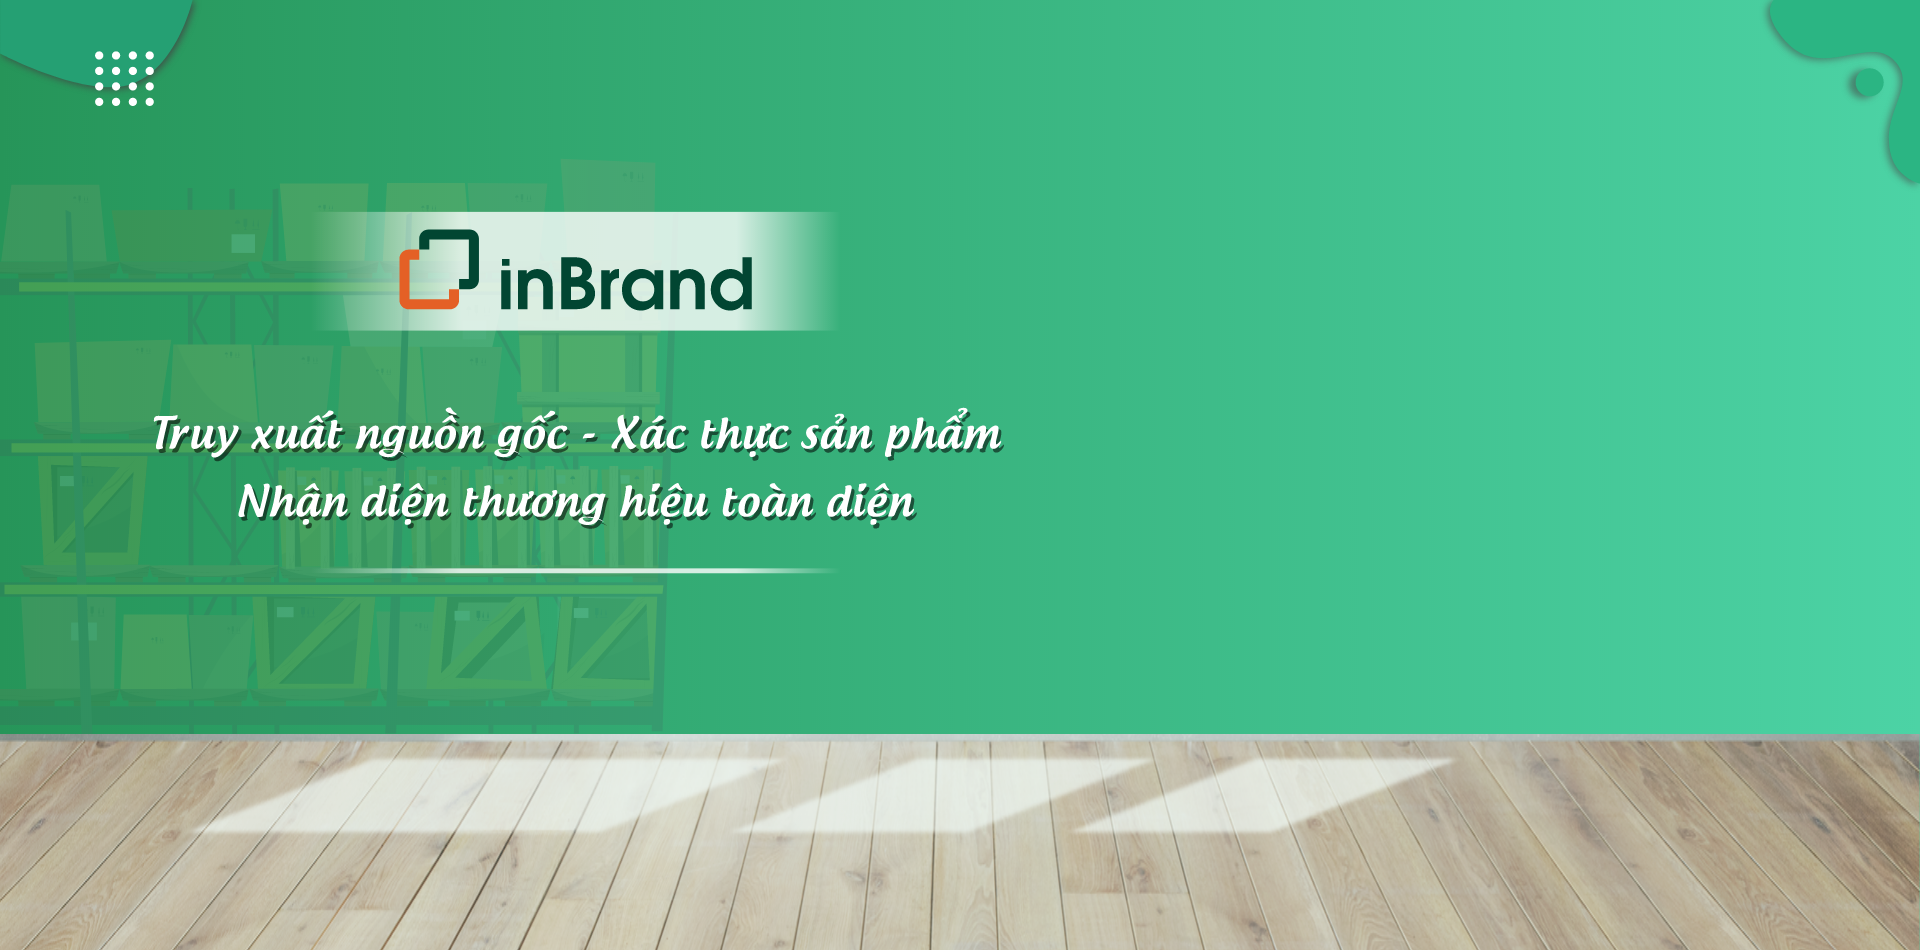 inBrand
Truy xuất nguồn gốc - Xác thực sản phẩm
Nhận diện thương hiệu toàn diện